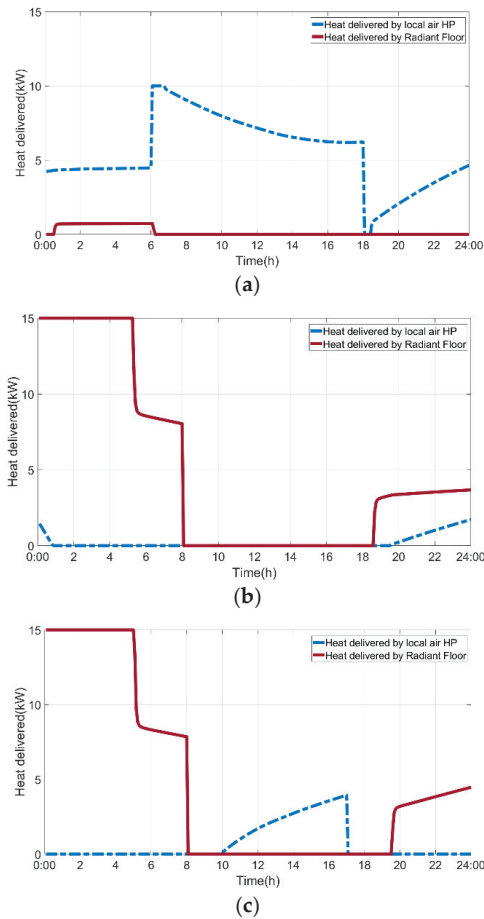 Heat delivered by local air HP
Heat delivered by Radiant Floor
Heat delivered(kW)
15
10
5
0
0:00 2 4 6 8 10 12 14 16 18 20 22 24:00
Time(h)
(a)
Heat delivered by local air HP
Heat delivered by Radiant Floor
Heat delivered(kW)
15
10
5
0
0:00 2 4 6 8 10 12 14 16 18 20 22 24:00
Time(h)
(b)
Heat delivered by local air HP
Heat delivered by Radiant Floor
Heat delivered(kW)
15
10
5
0
0:00 2 4 6 8 10 12 14 16 18 20 22 24:00
Time(h)
(c)